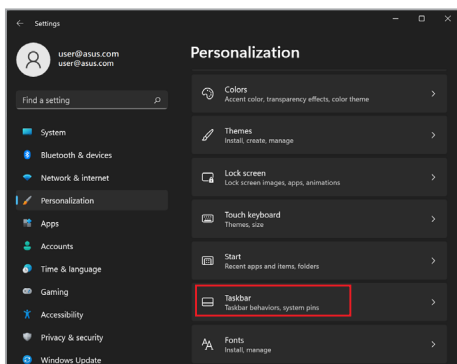 Settings
user@asus.com
user@asus.com
Find a setting
System
Bluetooth & devices
Network & internet
Personalization
Apps
Accounts
Time & language
Gaming
Accessibility
Privacy & security
Windows Update
Personalization
Colors
Accent color, transparency effects, color theme
Themes
Install, create, manage
Lock screen
Lock screen images, apps, animations
Touch keyboard
Themes, size
Start
Recent apps and items, folders
Taskbar
Taskbar behaviors, system pins
Fonts
Install, manage